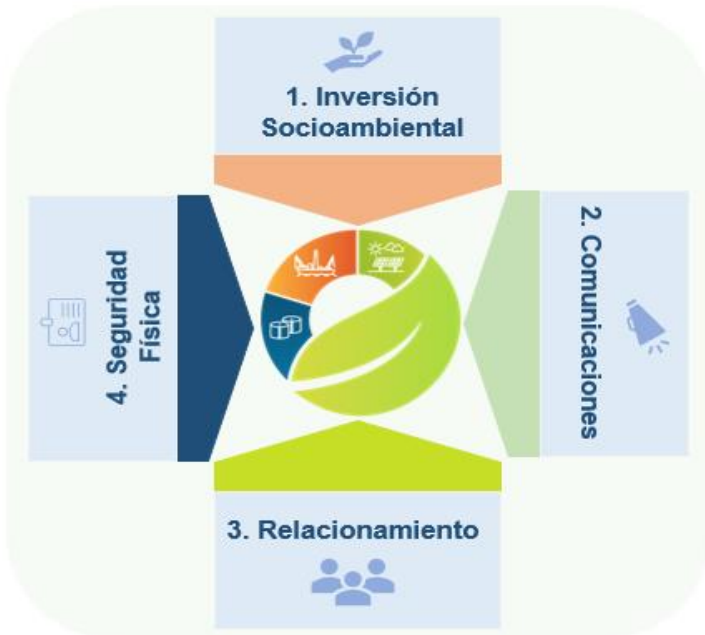 1. Inversión
Socioambiental
2. Comunicaciones
3. Relacionamiento
4. Seguridad
Física